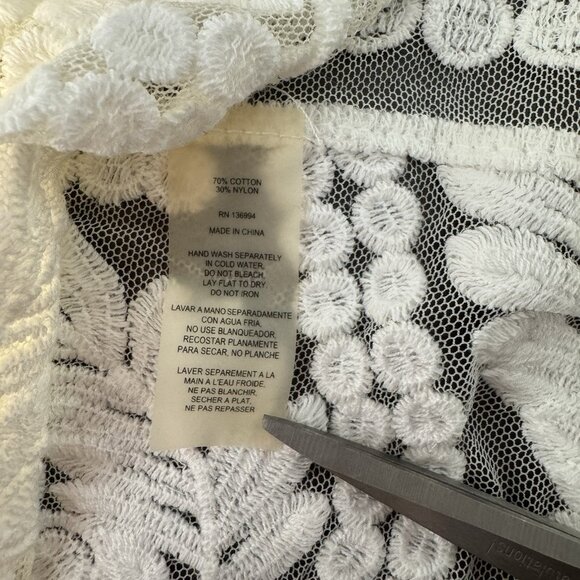 70% COTTON
30% NYLON
RN 136994
MADE IN CHINA
HAND WASH SEPARATELY
IN COLD WATER,
DO NOT BLEACH,
LAY FLAT TO DRY
DO NOT IRON
LAVAR A MANO SEPARADAMENTE
CON AGUA FRIA,
NO USE BLANQUEADOR,
RECOSTAR PLANAMENTE
PARA SECAR, NO PLANCHE
LAVER SEPAREMENT A LA
MAIN A L'EAU FROIDE,
NE PAS BLANCHIR,
SECHER A PLAT,
NE PAS REPASSER